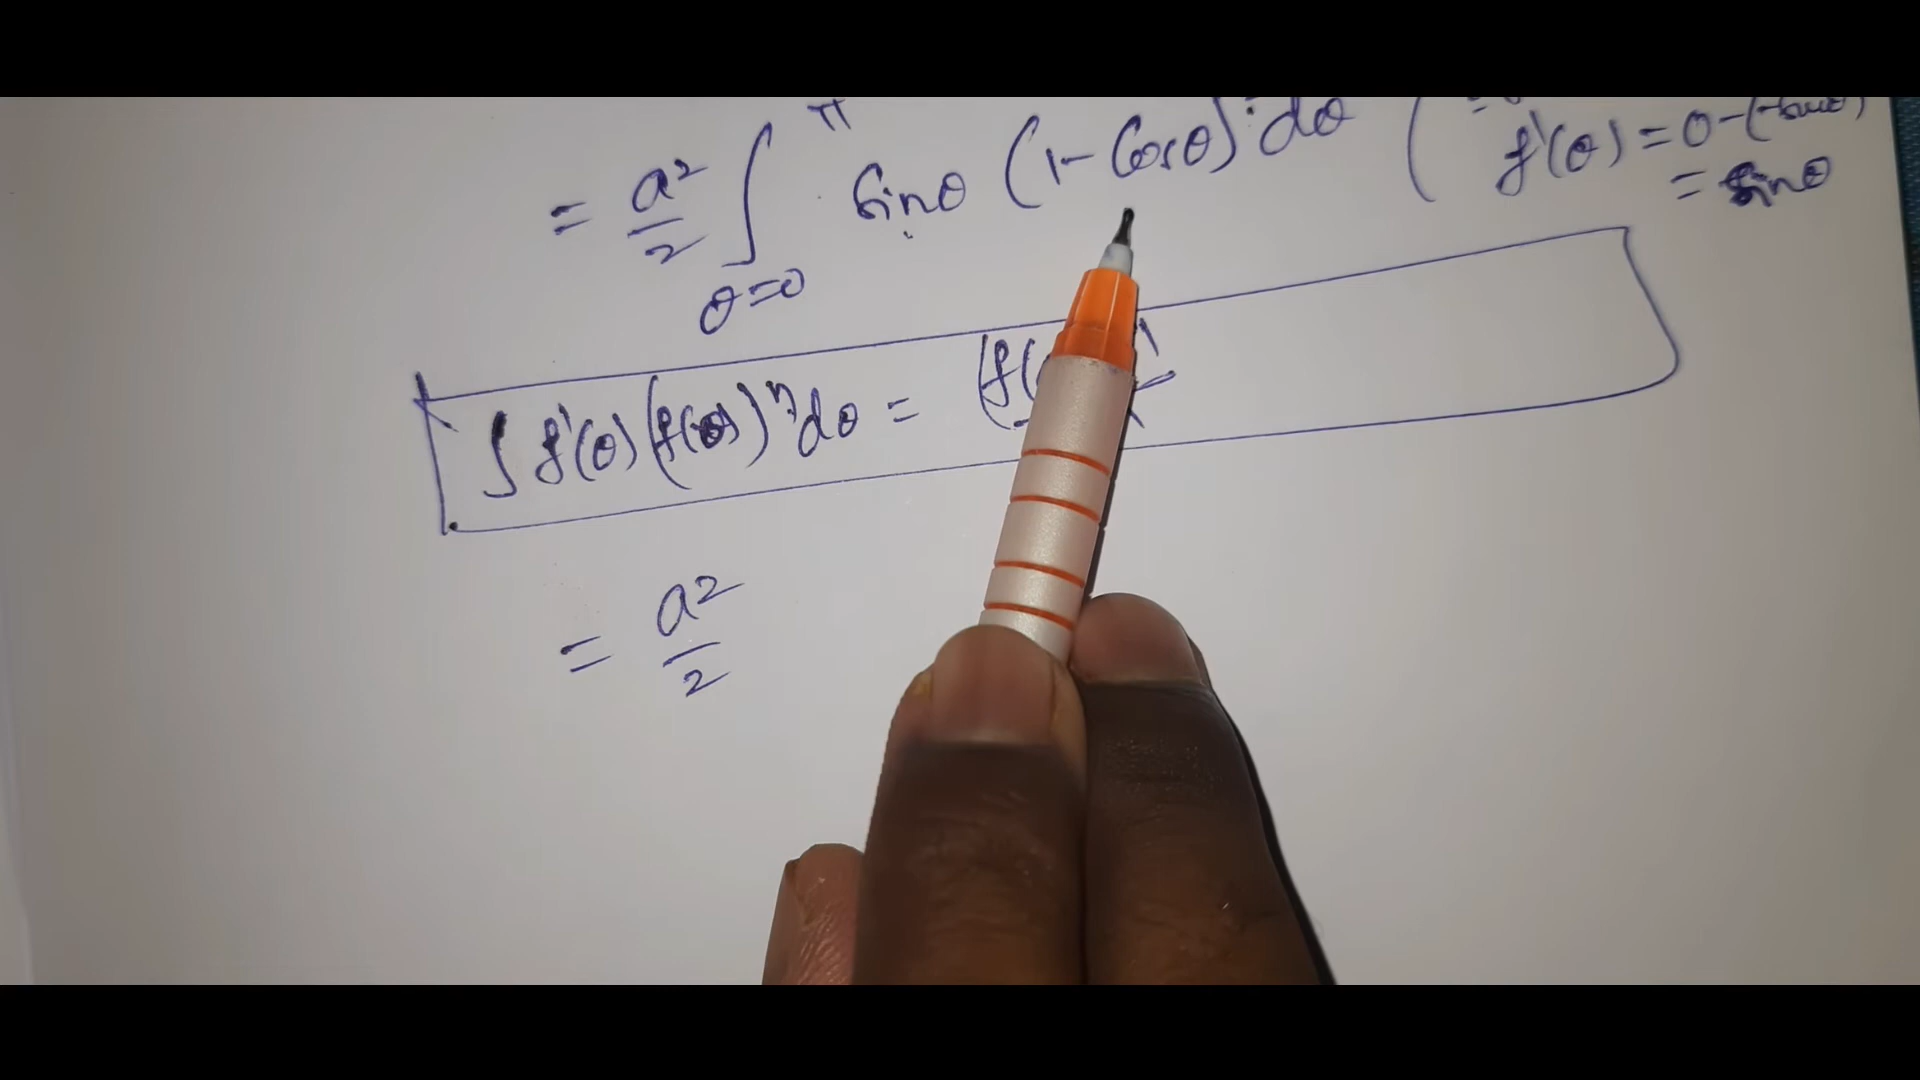 = a²/2 ∫ θ=0 π sinθ (1 - Cosθ) dθ
f'(θ) = 0 - (-sinθ)
= sinθ
∫ f'(θ) (f(θ))ⁿ dθ = (f(
= a²/2